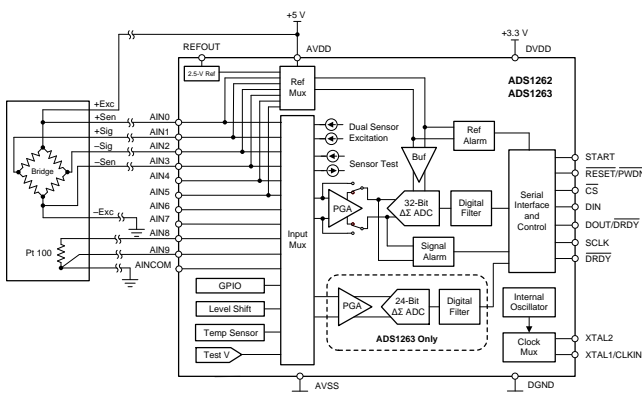 +5 V
+3.3 V
REFOUT
AVDD
DVDD
2.5-V Ref
Ref
Mux
ADS1262
ADS1263
+Exc
+Sen
AIN0
+Sig
AIN1
–Sig
AIN2
–Sen
AIN3
AIN4
AIN5
AIN6
–Exc
AIN7
AIN8
AIN9
AINCOM
Bridge
Pt 100
Dual Sensor
Excitation
Sensor Test
Input
Mux
Buf
Ref
Alarm
PGA
32-Bit
ΔΣ ADC
Digital
Filter
Signal
Alarm
Serial
Interface
and
Control
START
RESET/PWDN
CS
DIN
DOUT/DRDY
SCLK
DRDY
GPIO
Level Shift
Temp Sensor
Test V
PGA
24-Bit
ΔΣ ADC
Digital
Filter
ADS1263 Only
Internal
Oscillator
Clock
Mux
XTAL2
XTAL1/CLKIN
AVSS
DGND